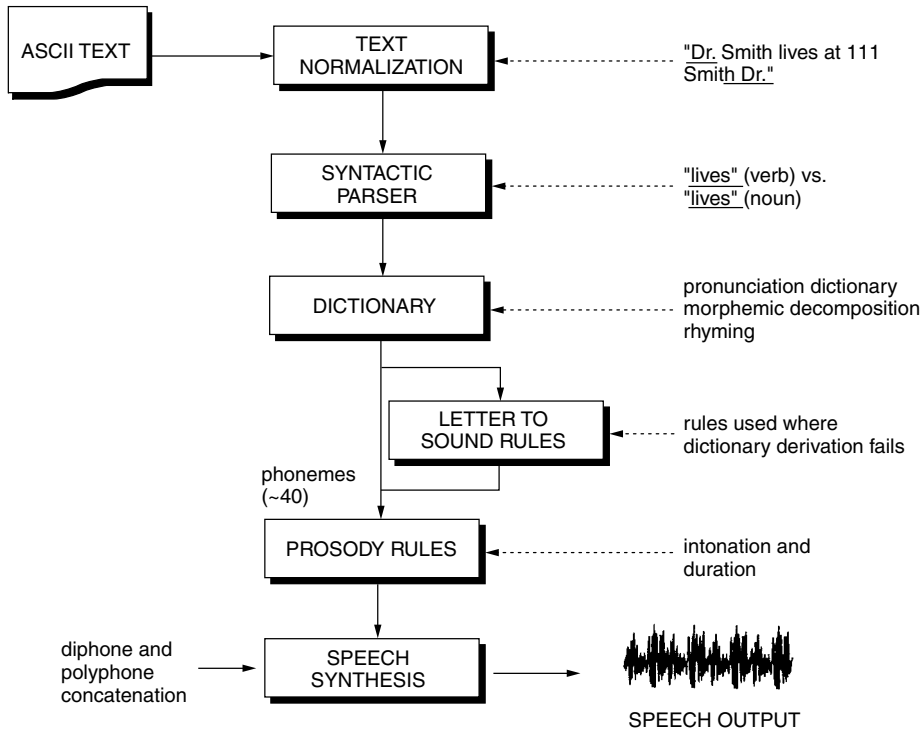 ASCII TEXT
TEXT
NORMALIZATION
"Dr. Smith lives at 111
Smith Dr."
SYNTACTIC
PARSER
"lives" (verb) vs.
"lives" (noun)
DICTIONARY
pronunciation dictionary
morphemic decomposition
rhyming
LETTER TO
SOUND RULES
rules used where
dictionary derivation fails
phonemes
(~40)
PROSODY RULES
intonation and
duration
diphone and
polyphone
concatenation
SPEECH
SYNTHESIS
SPEECH OUTPUT